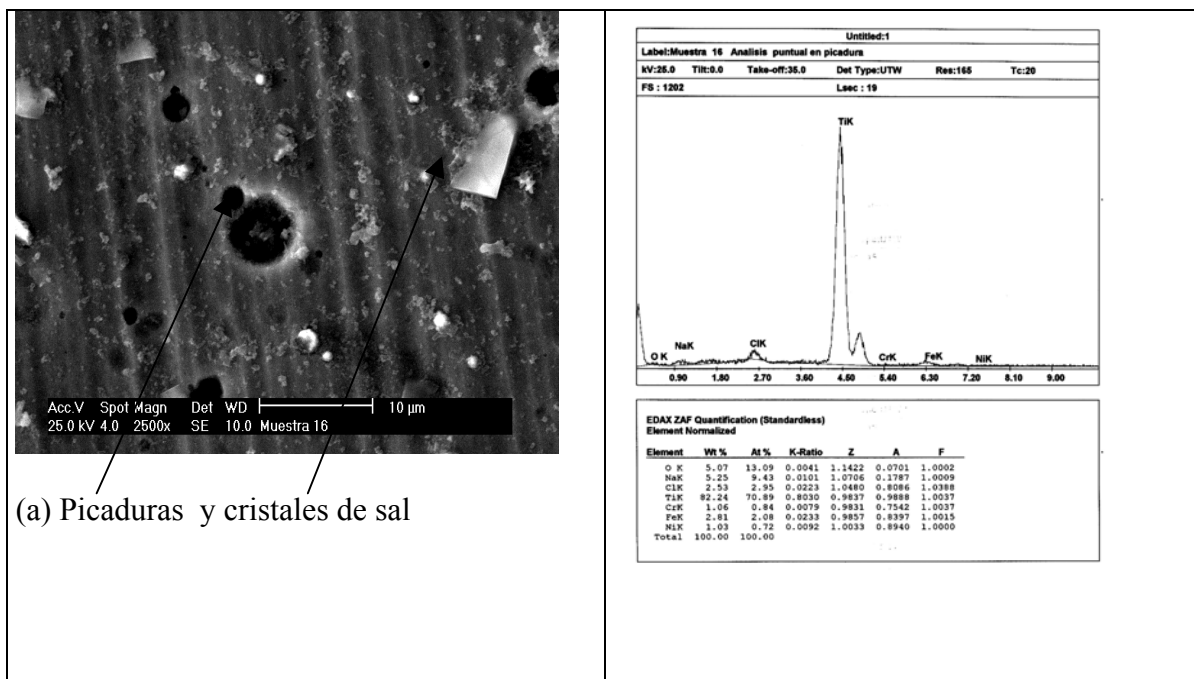 Acc.V Spot Magn Det WD 10 µm
25.0 kV 4.0 2500x SE 10.0 Muestra 16
(a) Picaduras y cristales de sal
Untitled:1
Label:Muestra 16 Analisis puntual en picadura
kV:25.0 Tilt:0.0 Take-off:35.0 Det Type:UTW Res:165 Tc:20
FS : 1202 Lsec : 19
TiK
O K NaK ClK CrK FeK NiK
0.90 1.80 2.70 3.60 4.50 5.40 6.30 7.20 8.10 9.00
EDAX ZAF Quantification (Standardless)
Element Normalized
Element Wt % At % K-Ratio Z A F
O K 5.07 13.09 0.0041 1.1422 0.0701 1.0002
NaK 5.25 9.43 0.0101 1.0706 0.1787 1.0009
ClK 2.53 2.95 0.0223 1.0480 0.8086 1.0388
TiK 82.24 70.89 0.8030 0.9837 0.9888 1.0037
CrK 1.06 0.84 0.0079 0.9831 0.7542 1.0037
FeK 2.81 2.08 0.0233 0.9857 0.8397 1.0015
NiK 1.03 0.72 0.0092 1.0033 0.8940 1.0000
Total 100.00 100.00